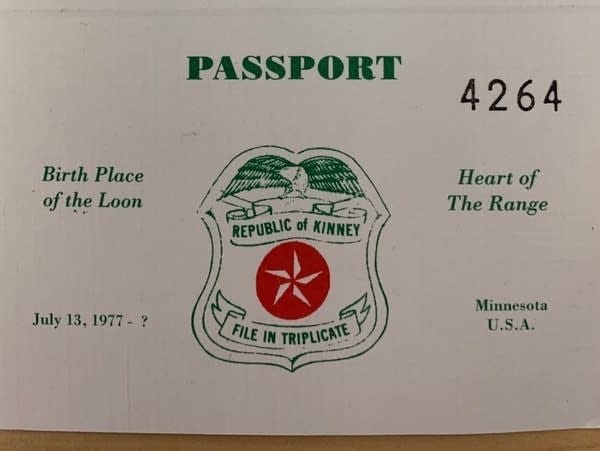 PASSPORT
4264
Birth Place
of the Loon
Heart of
The Range
REPUBLIC of KINNEY
FILE IN TRIPLICATE
July 13, 1977 - ?
Minnesota
U.S.A.